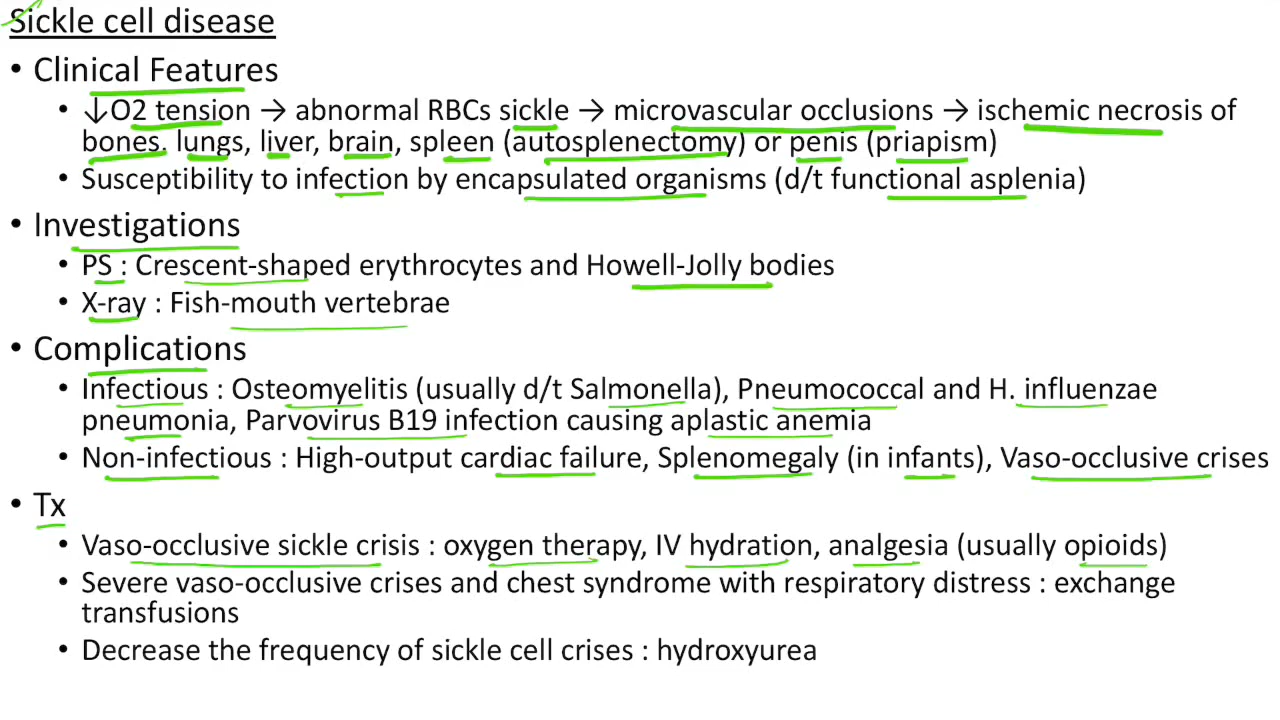 Sickle cell disease
• Clinical Features
• ↓O2 tension → abnormal RBCs sickle → microvascular occlusions → ischemic necrosis of
bones. lungs, liver, brain, spleen (autosplenectomy) or penis (priapism)
• Susceptibility to infection by encapsulated organisms (d/t functional asplenia)
• Investigations
• PS : Crescent-shaped erythrocytes and Howell-Jolly bodies
• X-ray : Fish-mouth vertebrae
• Complications
• Infectious : Osteomyelitis (usually d/t Salmonella), Pneumococcal and H. influenzae
pneumonia, Parvovirus B19 infection causing aplastic anemia
• Non-infectious : High-output cardiac failure, Splenomegaly (in infants), Vaso-occlusive crises
• Tx
• Vaso-occlusive sickle crisis : oxygen therapy, IV hydration, analgesia (usually opioids)
• Severe vaso-occlusive crises and chest syndrome with respiratory distress : exchange
transfusions
• Decrease the frequency of sickle cell crises : hydroxyurea